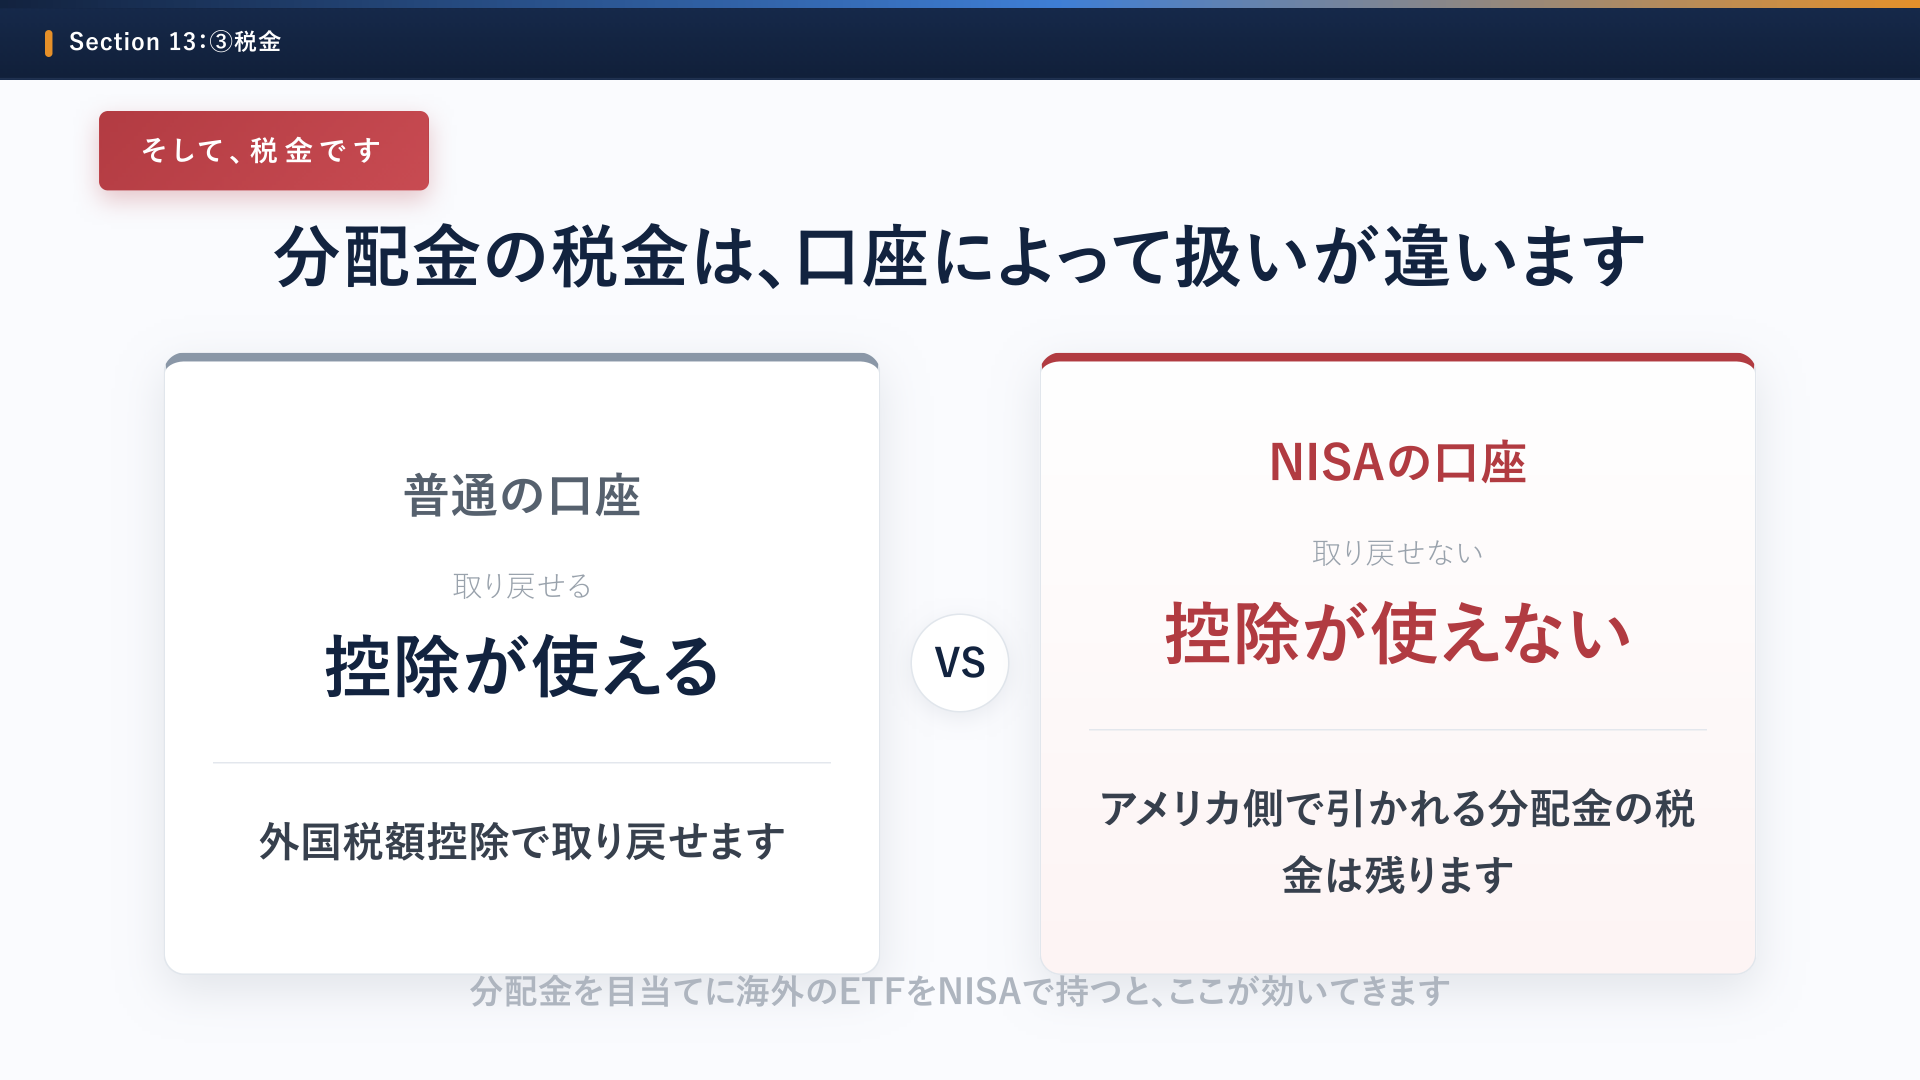 Section 13：③税金
そして、税金です
分配金の税金は、口座によって扱いが違います
普通の口座
取り戻せる
控除が使える
外国税額控除で取り戻せます
VS
NISAの口座
取り戻せない
控除が使えない
アメリカ側で引かれる分配金の税
金は残ります
分配金を目当てに海外のETFをNISAで持つと、ここが効いてきます